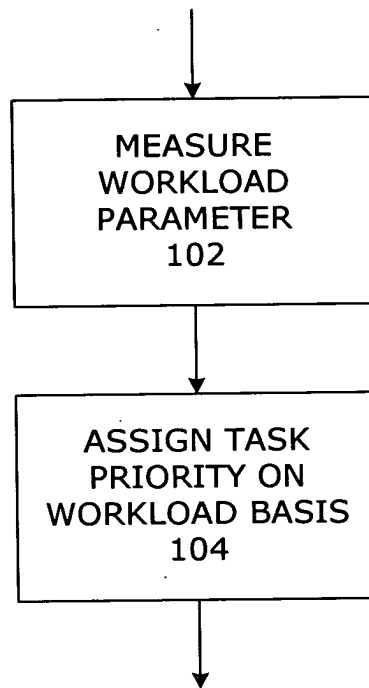 MEASURE
WORKLOAD
PARAMETER
102
ASSIGN TASK
PRIORITY ON
WORKLOAD BASIS
104